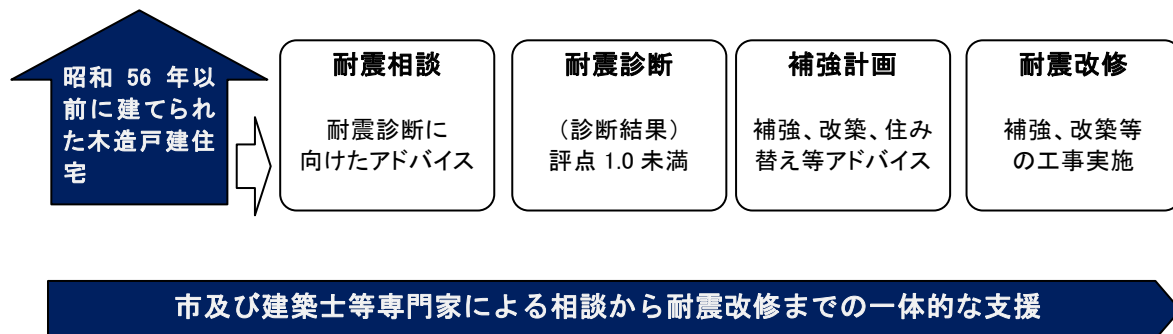 昭和 56 年以
前に建てられ
た木造戸建住
宅
耐震相談
耐震診断に
向けたアドバイス
耐震診断
（診断結果）
評点 1.0 未満
補強計画
補強、改築、住み
替え等アドバイス
耐震改修
補強、改築等
の工事実施
市及び建築士等専門家による相談から耐震改修までの一体的な支援